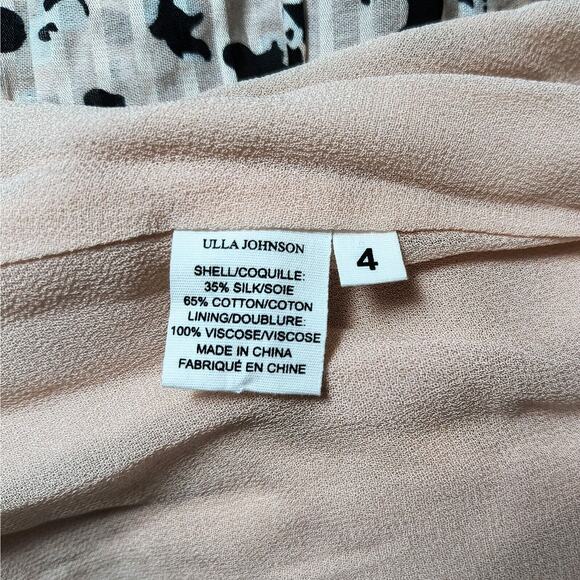 ULLA JOHNSON
SHELL/COQUILLE:
35% SILK/SOIE
65% COTTON/COTON
LINING/DOUBLURE:
100% VISCOSE/VISCOSE
MADE IN CHINA
FABRIQUÉ EN CHINE
4